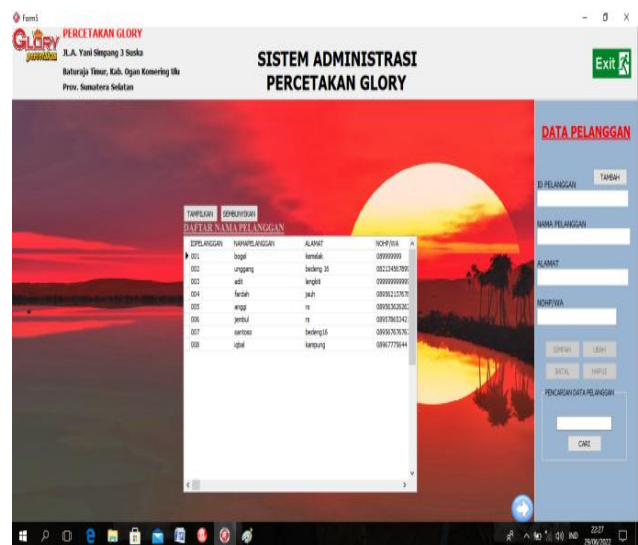 Form5
GLORY
percetakan
PERCETAKAN GLORY
JL.A. Yani Simpang 3 Suska
Baturaja Timur, Kab. Ogan Komering Ulu
Prov. Sumatera Selatan
SISTEM ADMINISTRASI
PERCETAKAN GLORY
Exit
DATA PELANGGAN
TAMBAH
ID PELANGGAN
NAMA PELANGGAN
ALAMAT
NOHP/WA
SIMPAN UBAH
BATAL HAPUS
PENCARIAN DATA PELANGGAN
CARI
TAMPILKAN SEMBUNYIKAN
DAFTAR NAMA PELANGGAN
IDPELANGGAN NAMAPELANGGAN ALAMAT NOHP/WA
001 bogel kemelak 089999999
002 unggang bedeng 16
003 adit lengkiti
004 fardah jauh
005 anggi rs
006 jembul rs
007 santoso bedeng16
008 iqbal kampung 08967775644
22:27
29/06/2022